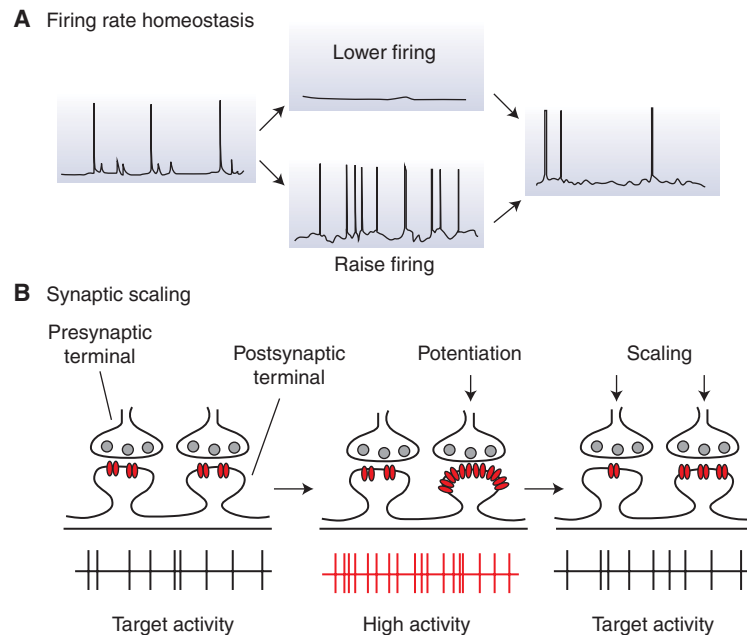 A Firing rate homeostasis
Lower firing
Raise firing
B Synaptic scaling
Presynaptic
terminal
Postsynaptic
terminal
Potentiation
Scaling
Target activity
High activity
Target activity